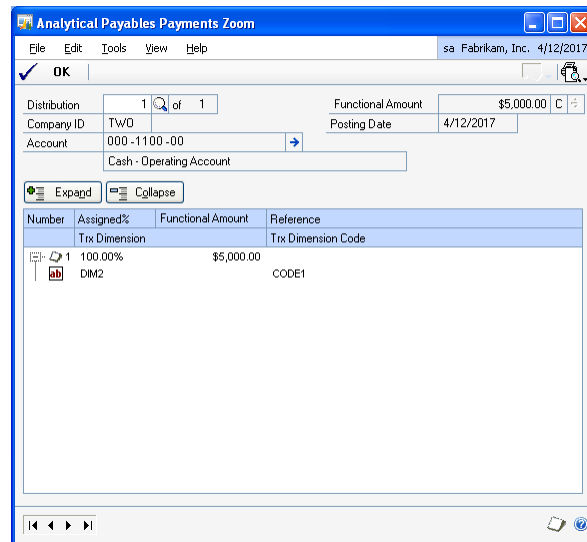 Analytical Payables Payments Zoom
File Edit Tools View Help sa Fabrikam, Inc. 4/12/2017
OK
Distribution 1 of 1 Functional Amount $5,000.00 C
Company ID TWO Posting Date 4/12/2017
Account 000 -1100 -00
Cash - Operating Account
Expand Collapse
Number Assigned% Functional Amount Reference
Trx Dimension Trx Dimension Code
1 100.00% $5,000.00
ab DIM2 CODE1